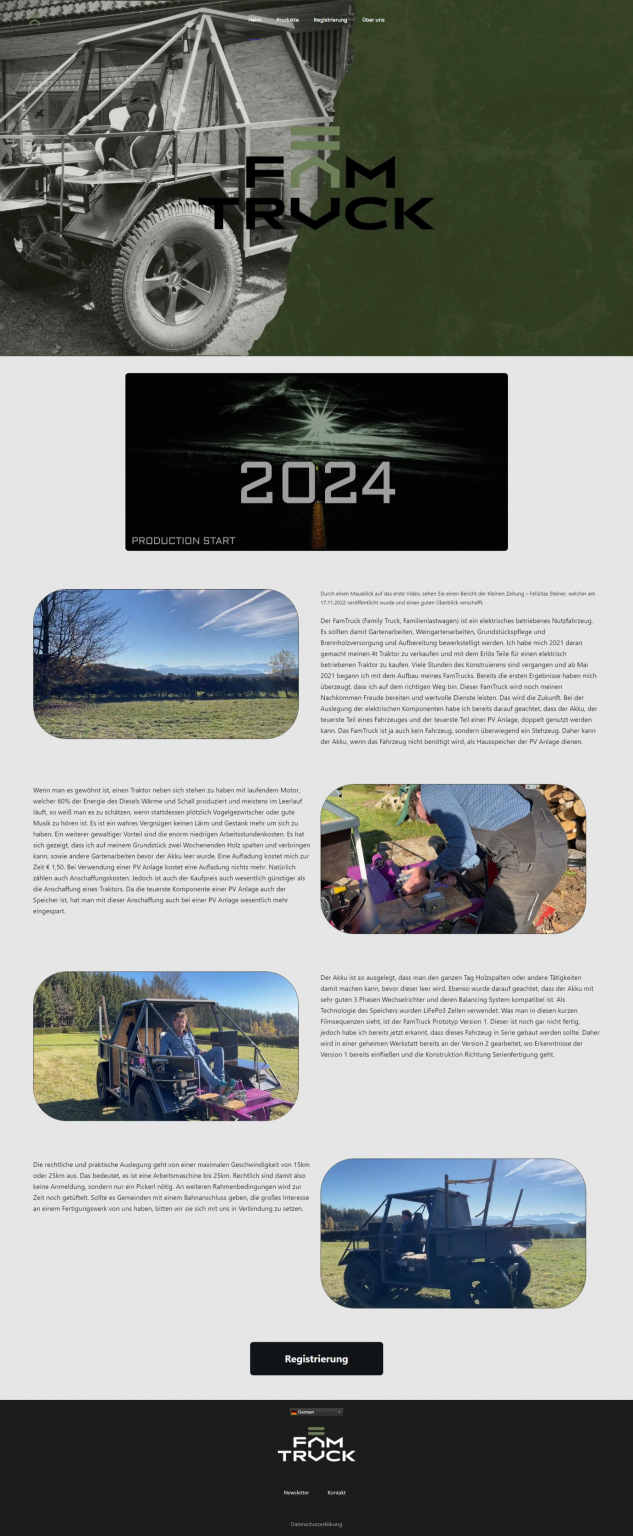 Heim Produkte Registrierung Über uns
FAM
TRUCK
2024
PRODUCTION START
Durch einen Mausklick auf das erste Video, sehen Sie einen Bericht der Kleinen Zeitung – Felizitas Steiner, welcher am
17.11.2022 veröffentlicht wurde und einen guten Überblick verschafft.
Der FamTruck (Family Truck, Familienlastwagen) ist ein elektrisches betriebenes Nutzfahrzeug.
Es sollten damit Gartenarbeiten, Weingartenarbeiten, Grundstückspflege und
Brennholzversorgung und Aufbereitung bewerkstelligt werden. Ich habe mich 2021 daran
gemacht meinen 4t Traktor zu verkaufen und mit dem Erlös Teile für einen elektrisch
betriebenen Traktor zu kaufen. Viele Stunden des Konstruierens sind vergangen und ab Mai
2021 begann ich mit dem Aufbau meines FamTrucks. Bereits die ersten Ergebnisse haben mich
überzeugt, dass ich auf dem richtigen Weg bin. Dieser FamTruck wird noch meinen
Nachkommen Freude bereiten und wertvolle Dienste leisten. Das wird die Zukunft. Bei der
Auslegung der elektrischen Komponenten habe ich bereits darauf geachtet, dass der Akku, der
teuerste Teil eines Fahrzeuges und der teuerste Teil einer PV Anlage, doppelt genutzt werden
kann. Das FamTruck ist ja auch kein Fahrzeug, sondern überwiegend ein Stehzeug. Daher kann
der Akku, wenn das Fahrzeug nicht benötigt wird, als Hausspeicher der PV Anlage dienen.
Wenn man es gewöhnt ist, einen Traktor neben sich stehen zu haben mit laufendem Motor,
welcher 60% der Energie des Diesels Wärme und Schall produziert und meistens im Leerlauf
läuft, so weiß man es zu schätzen, wenn stattdessen plötzlich Vogelgezwitscher oder gute
Musik zu hören ist. Es ist ein wahres Vergnügen keinen Lärm und Gestank mehr um sich zu
haben. Ein weiterer gewaltiger Vorteil sind die enorm niedrigen Arbeitsstundenkosten. Es hat
sich gezeigt, dass ich auf meinem Grundstück zwei Wochenenden Holz spalten und verbringen
kann, sowie andere Gartenarbeiten bevor der Akku leer wurde. Eine Aufladung kostet mich zur
Zeit € 1,50. Bei Verwendung einer PV Anlage kostet eine Aufladung nichts mehr. Natürlich
zählen auch Anschaffungskosten. Jedoch ist auch der Kaufpreis auch wesentlich günstiger als
die Anschaffung eines Traktors. Da die teuerste Komponente einer PV Anlage auch der
Speicher ist, hat man mit dieser Anschaffung auch bei einer PV Anlage wesentlich mehr
eingespart.
Der Akku ist so ausgelegt, dass man den ganzen Tag Holzspalten oder andere Tätigkeiten
damit machen kann, bevor dieser leer wird. Ebenso wurde darauf geachtet, dass der Akku mit
sehr guten 3 Phasen Wechselrichter und deren Balancing System kompatibel ist. Als
Technologie des Speichers wurden LiFePo3 Zellen verwendet. Was man in diesen kurzen
Filmsequenzen sieht, ist der FamTruck Prototyp Version 1. Dieser ist noch gar nicht fertig,
jedoch habe ich bereits jetzt erkannt, dass dieses Fahrzeug in Serie gebaut werden sollte. Daher
wird in einer geheimen Werkstatt bereits an der Version 2 gearbeitet, wo Erkenntnisse der
Version 1 bereits einfließen und die Konstruktion Richtung Serienfertigung geht.
Die rechtliche und praktische Auslegung geht von einer maximalen Geschwindigkeit von 15km
oder 25km aus. Das bedeutet, es ist eine Arbeitsmaschine bis 25km. Rechtlich sind damit also
keine Anmeldung, sondern nur ein Pickerl nötig. An weiteren Rahmenbedingungen wird zur
Zeit noch getüftelt. Sollte es Gemeinden mit einem Bahnanschluss geben, die großes Interesse
an einem Fertigungswerk von uns haben, bitten wir sie sich mit uns in Verbindung zu setzen.
Registrierung
German
FAM
TRUCK
Newsletter Kontakt
Datenschutzerklärung